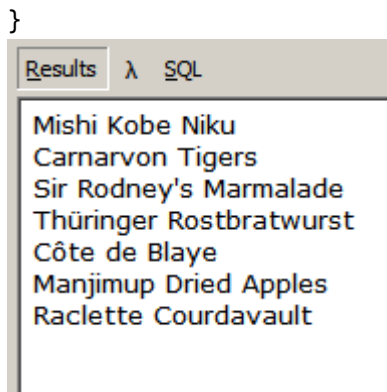 }
Results λ SQL
Mishi Kobe Niku
Carnarvon Tigers
Sir Rodney's Marmalade
Thüringer Rostbratwurst
Côte de Blaye
Manjimup Dried Apples
Raclette Courdavault